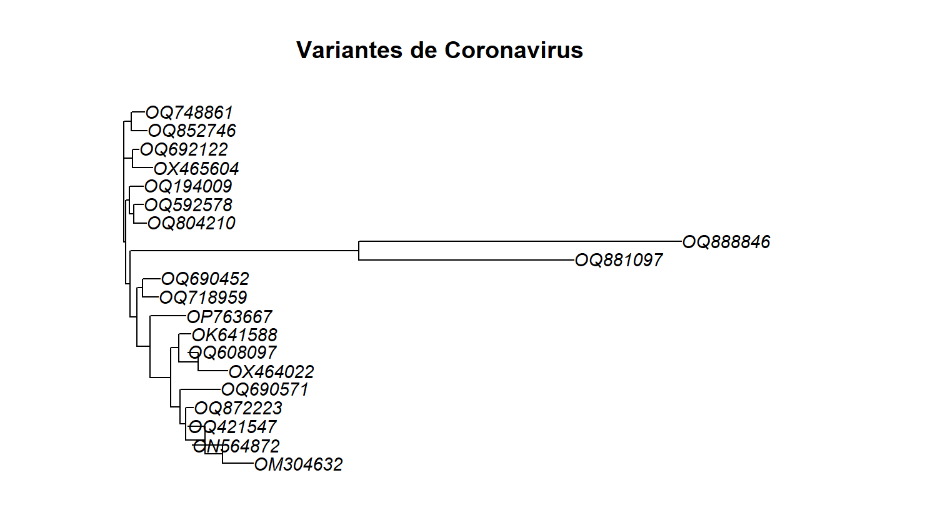 Variantes de Coronavirus
OQ748861
OQ852746
OQ692122
OX465604
OQ194009
OQ592578
OQ804210
OQ888846
OQ881097
OQ690452
OQ718959
OP763667
OK641588
OQ608097
OX464022
OQ690571
OQ872223
OQ421547
ON564872
OM304632